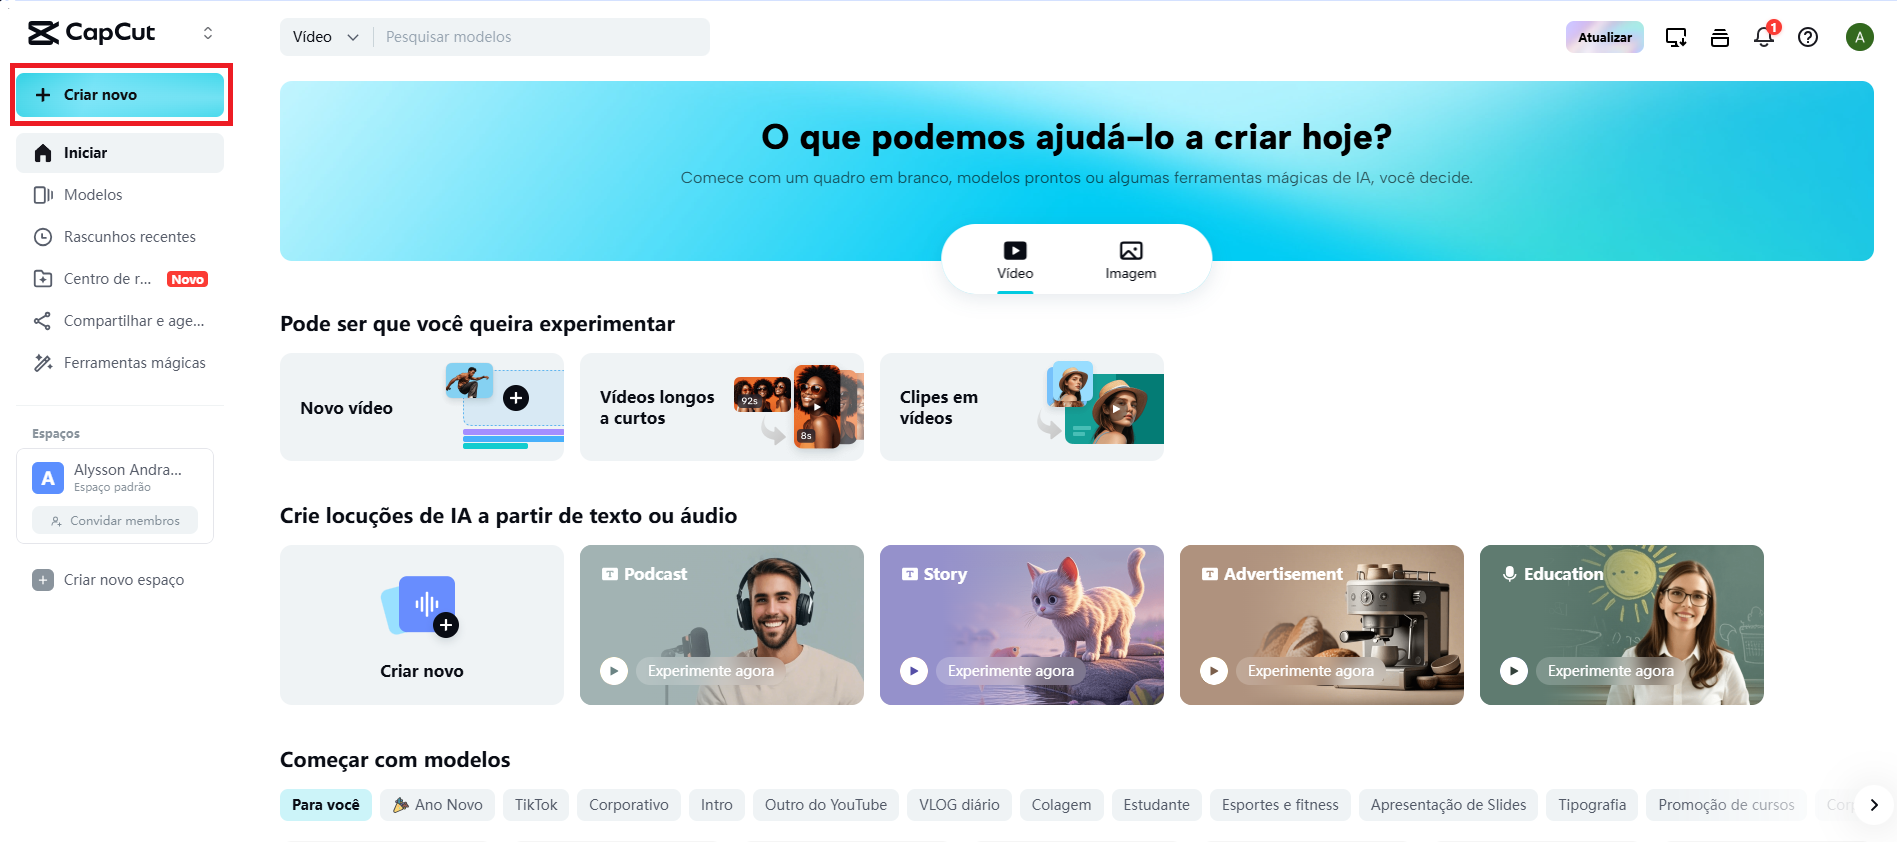 CapCut
Vídeo
Pesquisar modelos
Atualizar
1
A
Criar novo
Iniciar
Modelos
Rascunhos recentes
Centro de r... Novo
Compartilhar e age...
Ferramentas mágicas
Espaços
A
Alysson Andra...
Espaço padrão
Convidar membros
Criar novo espaço
O que podemos ajudá-lo a criar hoje?
Comece com um quadro em branco, modelos prontos ou algumas ferramentas mágicas de IA, você decide.
Vídeo
Imagem
Pode ser que você queira experimentar
Novo vídeo
Vídeos longos
a curtos
92s
8s
Clipes em
vídeos
Crie locuções de IA a partir de texto ou áudio
Criar novo
T Podcast
Experimente agora
T Story
Experimente agora
T Advertisement
Experimente agora
Education
Experimente agora
Começar com modelos
Para você
Ano Novo
TikTok
Corporativo
Intro
Outro do YouTube
VLOG diário
Colagem
Estudante
Esportes e fitness
Apresentação de Slides
Tipografia
Promoção de cursos